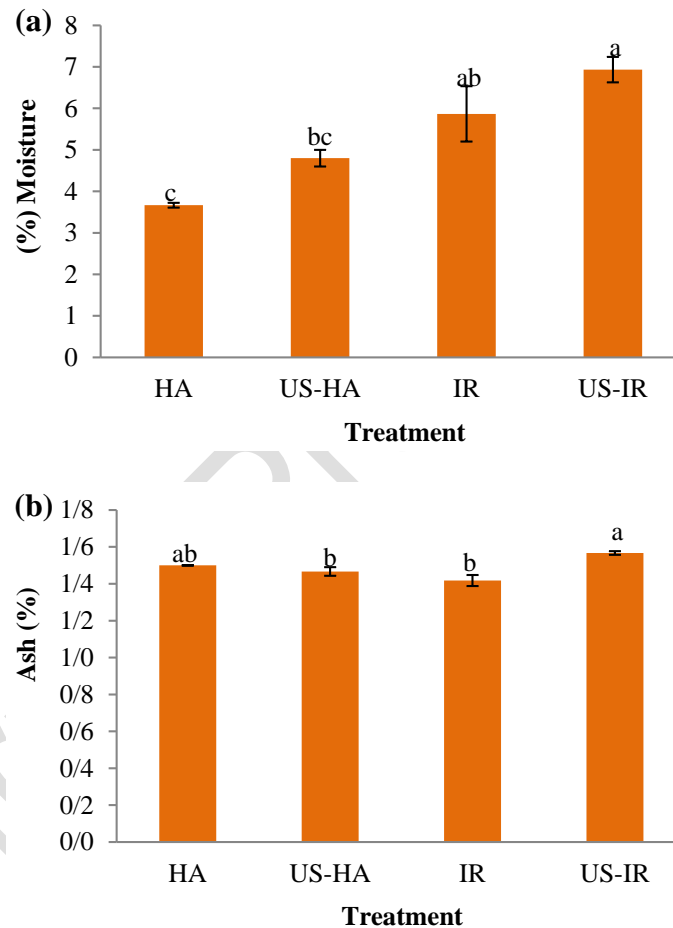 (a)
8
7
6
5
4
3
2
1
0
(%) Moisture
c
bc
ab
a
HA US-HA IR US-IR
Treatment
(b)
1/8
1/6
1/4
1/2
1/0
0/8
0/6
0/4
0/2
0/0
Ash (%)
ab
b
b
a
HA US-HA IR US-IR
Treatment